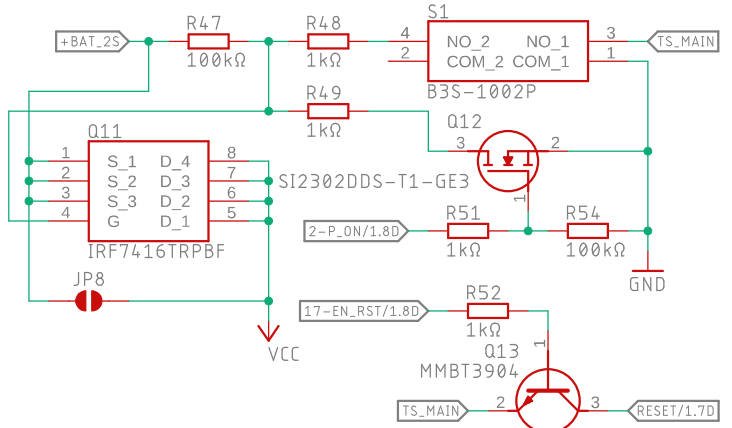 S1
R47
R48
+BAT_2S
4
NO_2
NO_1
3
TS_MAIN
100kΩ
1kΩ
2
COM_2
COM_1
1
R49
B3S-1002P
1kΩ
Q12
Q11
3
2
1
S_1
D_4
8
2
S_2
D_3
7
SI2302DDS-T1-GE3
3
S_3
D_2
6
1
4
G
D_1
5
R51
R54
2-P_ON/1.8D
IRF7416TRPBF
1kΩ
100kΩ
JP8
GND
R52
17-EN_RST/1.8D
1kΩ
VCC
Q13
1
MMBT3904
TS_MAIN
2
3
RESET/1.7D